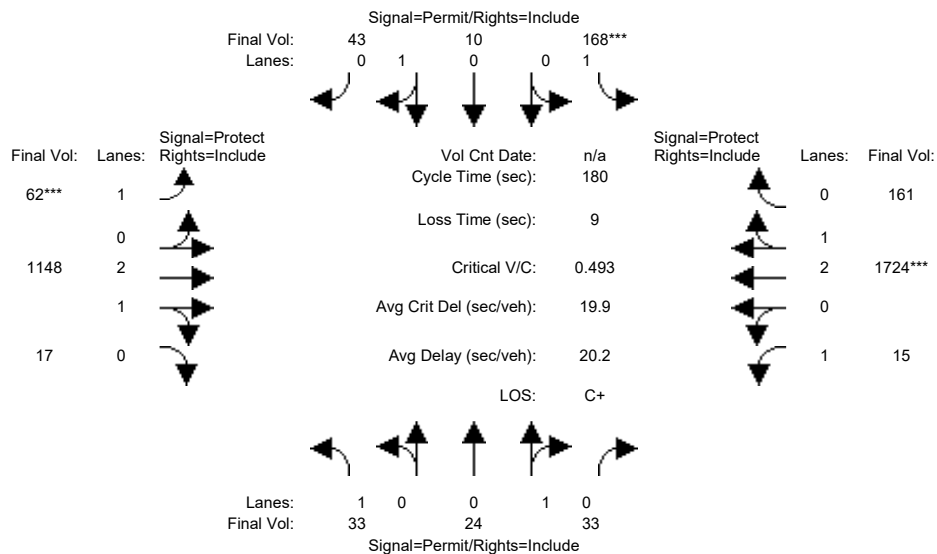 Signal=Permit/Rights=Include
Final Vol: 43 10 168***
Lanes: 0 1 0 0 1
Signal=Protect
Final Vol: Lanes: Rights=Include
Vol Cnt Date: n/a
Signal=Protect
Rights=Include Lanes: Final Vol:
Cycle Time (sec): 180
62*** 1
0 161
Loss Time (sec): 9
0
1
1148 2
Critical V/C: 0.493
2 1724***
1
Avg Crit Del (sec/veh): 19.9
0
17 0
Avg Delay (sec/veh): 20.2
1 15
LOS: C+
Lanes: 1 0 0 1 0
Final Vol: 33 24 33
Signal=Permit/Rights=Include